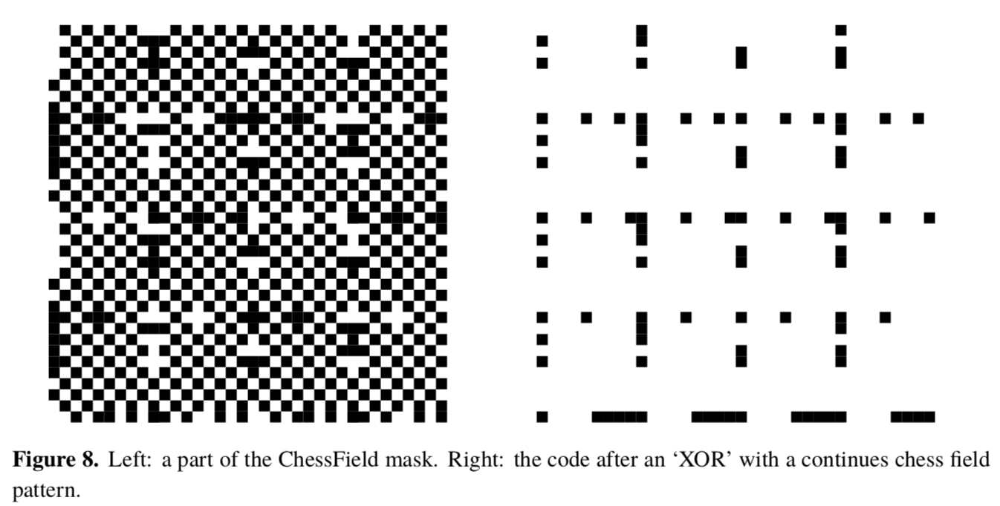 Figure 8. Left: a part of the ChessField mask. Right: the code after an ‘XOR’ with a continues chess field
pattern.